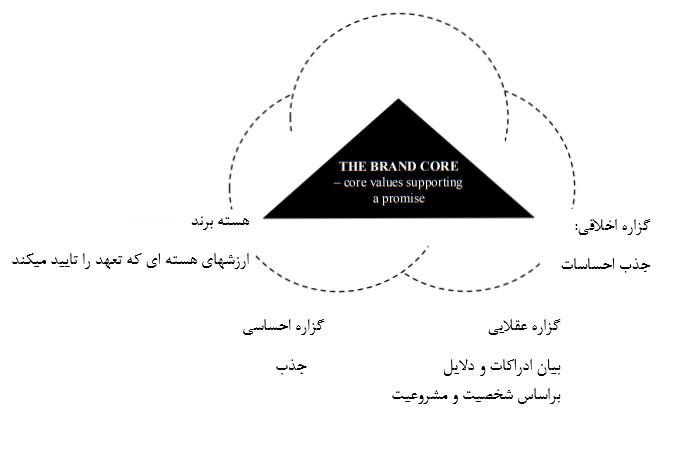 THE BRAND CORE
– core values supporting
a promise
گزاره اخلاقی:
جذب احساسات
هسته برند
ارزشهای هسته ای که تعهد را تایید میکند
گزاره عقلایی
بیان ادراکات و دلایل
براساس شخصیت و مشروعیت
گزاره احساسی
جذب